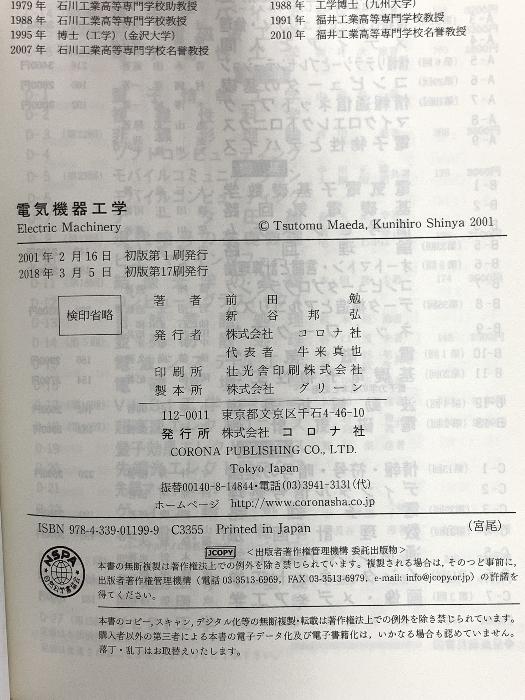 1979年 石川工業高等専門学校助教授
1988年 石川工業高等専門学校教授
1995年 博士（工学）（金沢大学）
2007年 石川工業高等専門学校名誉教授
1988年 工学博士（九州大学）
1991年 福井工業高等専門学校教授
2010年 福井工業高等専門学校名誉教授
電気機器工学
Electric Machinery
© Tsutomu Maeda, Kunihiro Shinya 2001
2001年2月16日 初版第1刷発行
2018年3月5日 初版第17刷発行
検印省略
著者 前田 勉
新谷邦弘
発行者 株式会社 コロナ社
代表者 牛来真也
印刷所 壮光舎印刷株式会社
製本所 株式会社 グリーン
112-0011 東京都文京区千石4-46-10
発行所 株式会社 コロナ社
CORONA PUBLISHING CO., LTD.
Tokyo Japan
振替00140-8-14844・電話(03)3941-3131(代)
ホームページ http://www.coronasha.co.jp
ISBN 978-4-339-01199-9 C3355 Printed in Japan （宮尾）
NSPA
JCOPY ＜出版者著作権管理機構 委託出版物＞
本書の無断複製は著作権法上での例外を除き禁じられています。複製される場合は，そのつど事前に，
出版者著作権管理機構（電話 03-3513-6969，FAX 03-3513-6979，e-mail: info@jcopy.or.jp）の許諾を
得てください。
本書のコピー，スキャン，デジタル化等の無断複製・転載は著作権法上での例外を除き禁じられています。
購入者以外の第三者による本書の電子データ化及び電子書籍化は，いかなる場合も認めていません。
落丁・乱丁はお取替えいたします。